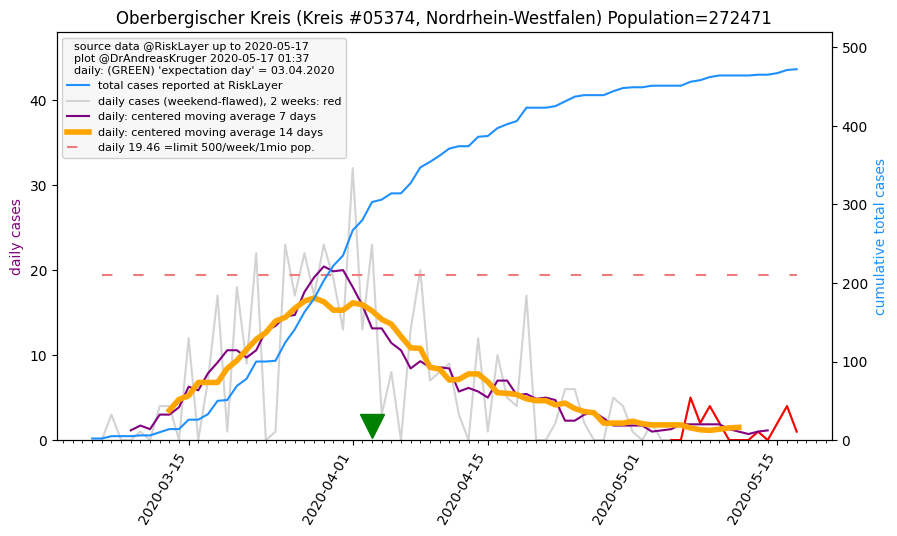 Oberbergischer Kreis (Kreis #05374, Nordrhein-Westfalen) Population=272471
source data @RiskLayer up to 2020-05-17
plot @DrAndreasKruger 2020-05-17 01:37
daily: (GREEN) 'expectation day' = 03.04.2020
total cases reported at RiskLayer
daily cases (weekend-flawed), 2 weeks: red
daily: centered moving average 7 days
daily: centered moving average 14 days
daily 19.46 =limit 500/week/1mio pop.
daily cases
0
10
20
30
40
cumulative total cases
0
100
200
300
400
500
2020-03-15
2020-04-01
2020-04-15
2020-05-01
2020-05-15